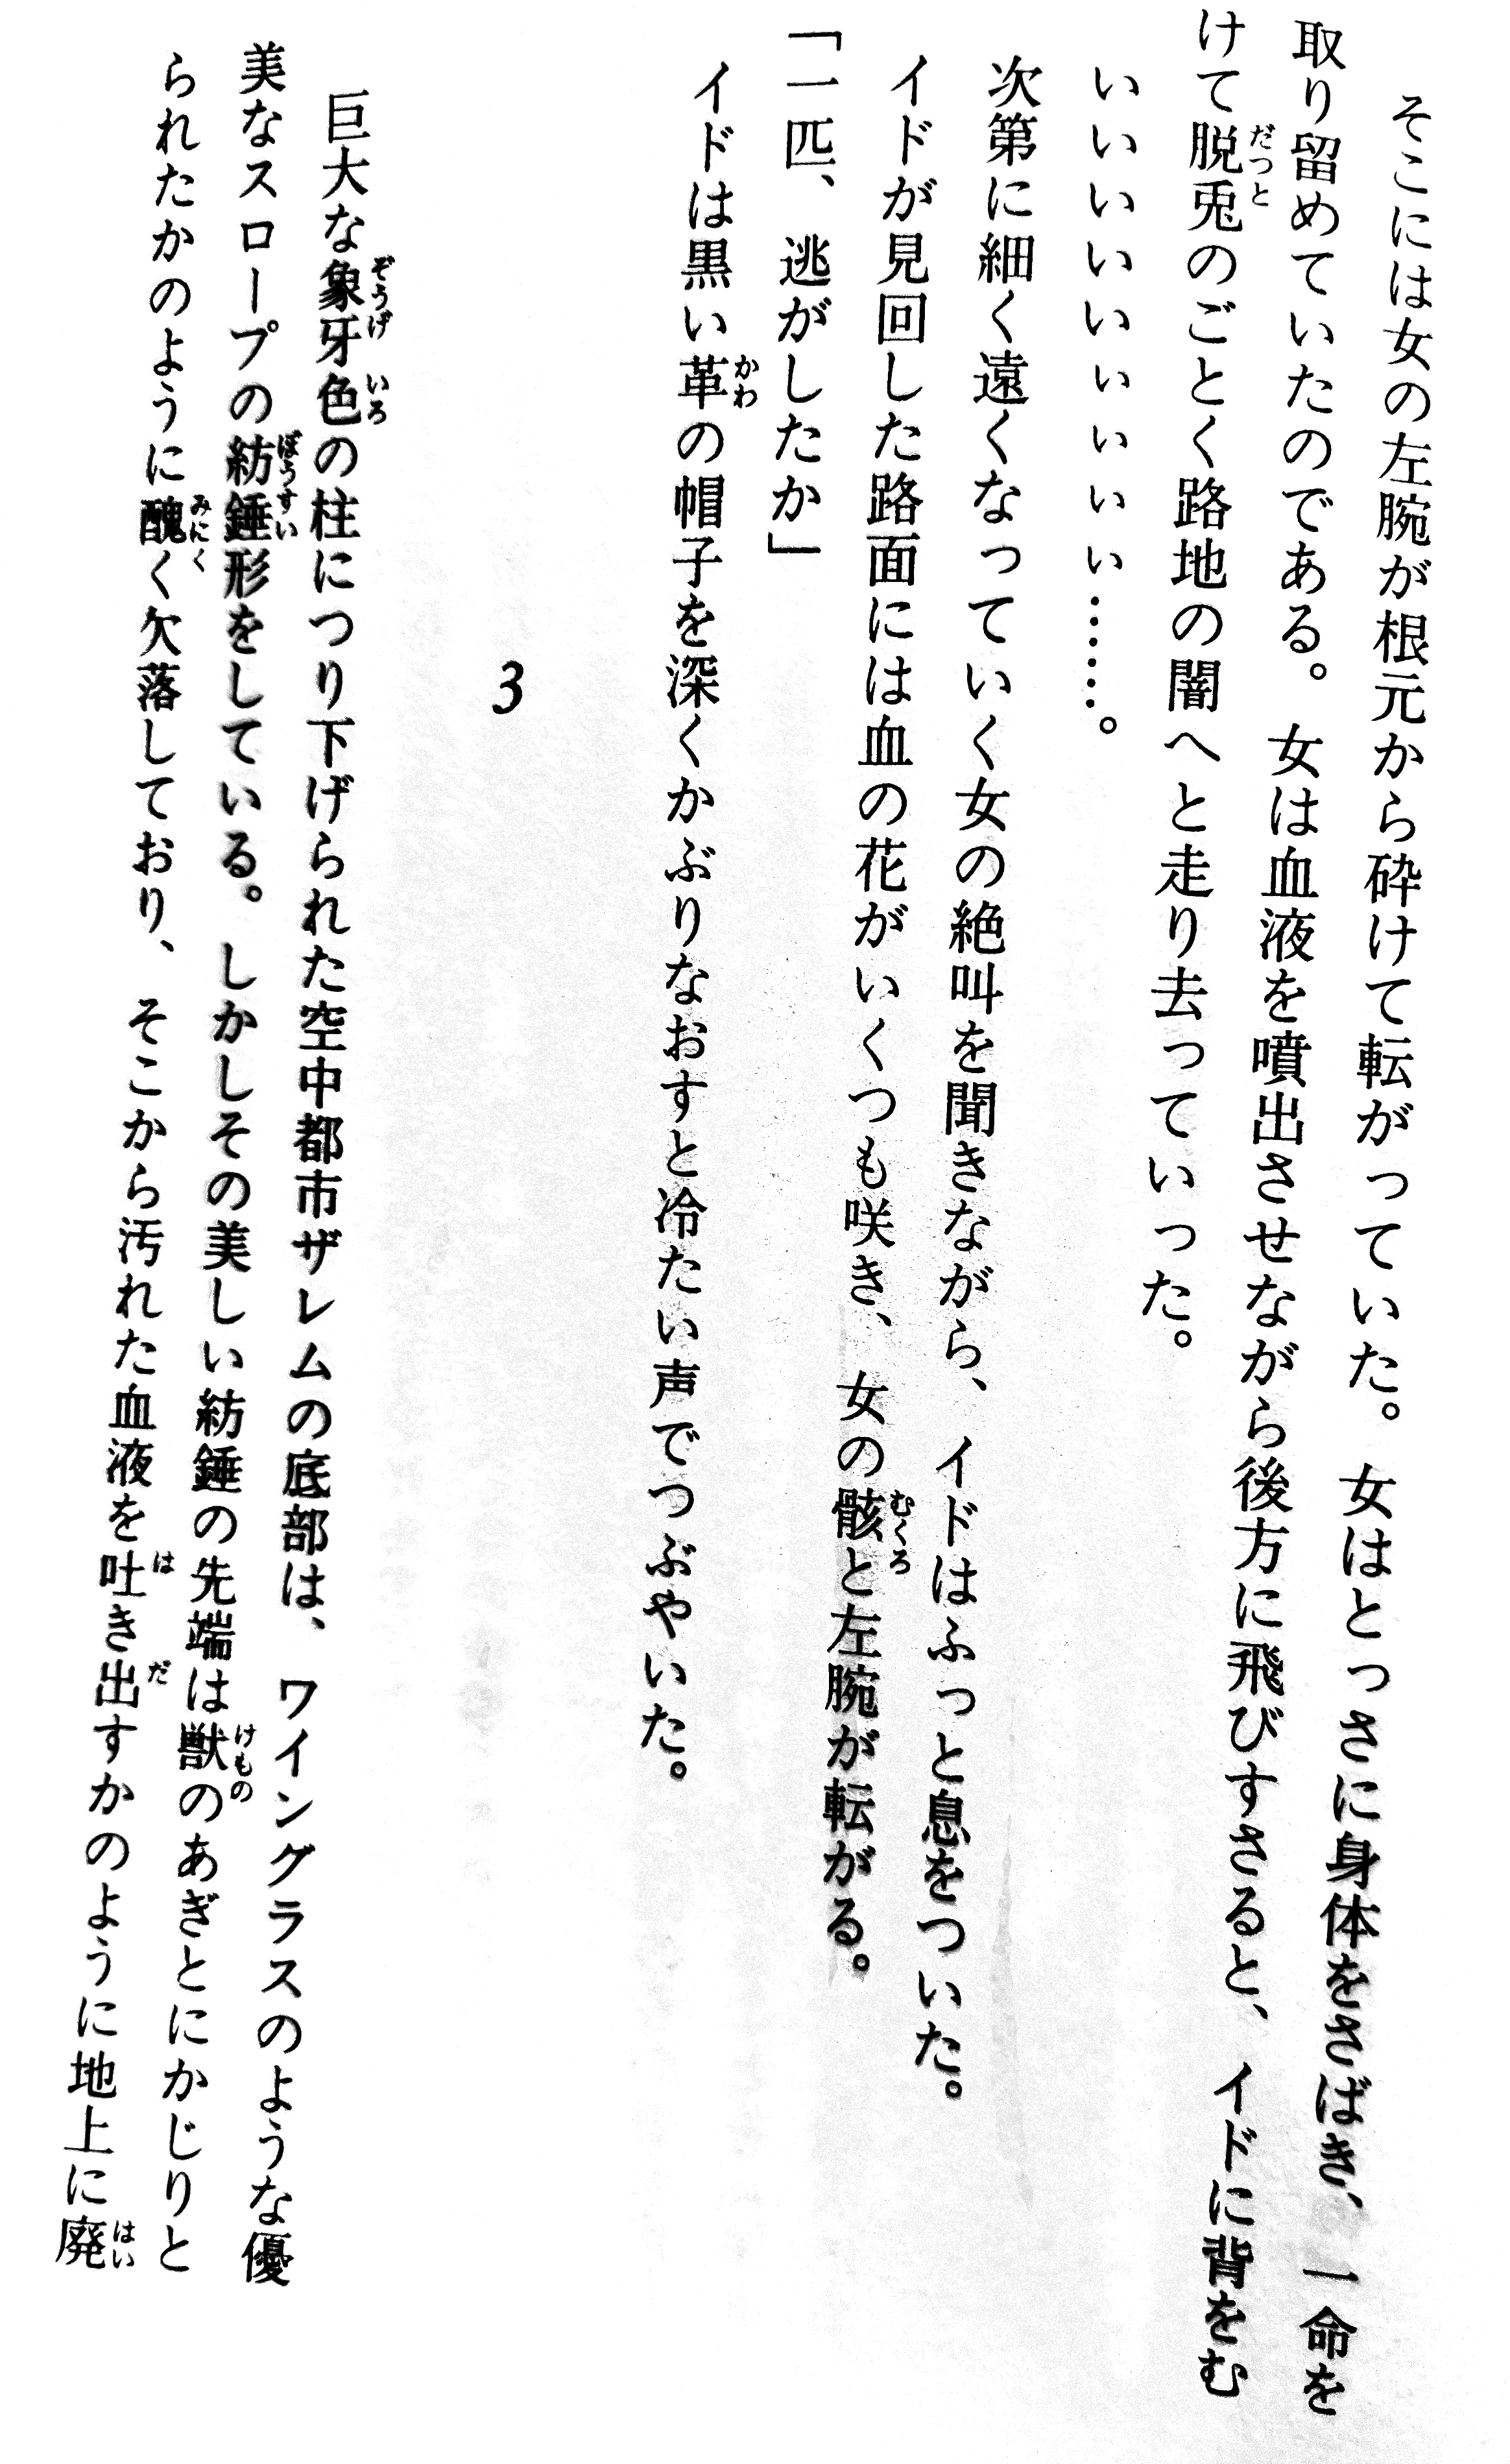 そこには女の左腕が根元から砕けて転がっていた。女はとっさに身体をさばき、一命を
取り留めていたのである。女は血液を噴出させながら後方に飛びすさると、イドに背をむ
けて脱兎のごとく路地の闇へと走り去っていった。
いいいいいいいいい……。
次第に細く遠くなっていく女の絶叫を聞きながら、イドはふっと息をついた。
イドが見回した路面には血の花がいくつも咲き、女の骸と左腕が転がる。
「一匹、逃がしたか」
イドは黒い革の帽子を深くかぶりなおすと冷たい声でつぶやいた。
3
巨大な象牙色の柱につり下げられた空中都市ザレムの底部は、ワイングラスのような優
美なスロープの紡錘形をしている。しかしその美しい紡錘の先端は獣のあぎとにかじりと
られたかのように醜く欠落しており、そこから汚れた血液を吐き出すかのように地上に廃